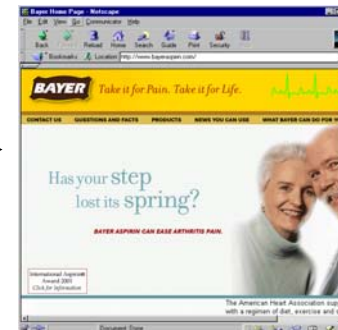 Bayer Home Page - Netscape
File Edit View Go Communicator Help
Back Reload Home Search Guide Print Security
Bookmarks Location: http://www.bayeraspirin.com/
BAYER Take it for Pain. Take it for Life.
CONTACT US QUESTIONS AND FACTS PRODUCTS NEWS YOU CAN USE WHAT BAYER CAN DO FOR
Has your step
lost its spring?
BAYER ASPIRIN CAN EASE ARTHRITIS PAIN.
International Aspirin
Award 2001
Click for Information
The American Heart Association
with a regimen of diet, exercise and
Document: Done